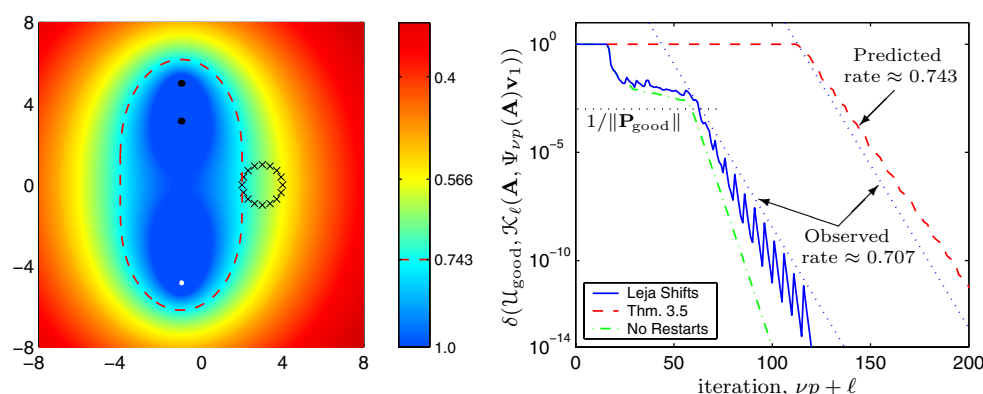 8
4
0
−4
−8
−8
−4
0
4
8
0.4
0.566
0.743
1.0
δ(𝒰good, 𝒦ℓ(A, Ψνp(A)v1)
10^0
10^−5
10^−10
10^−14
0
50
100
150
200
iteration, νp + ℓ
1/‖Pgood‖
Predicted
rate ≈ 0.743
Observed
rate ≈ 0.707
Leja Shifts
Thm. 3.5
No Restarts